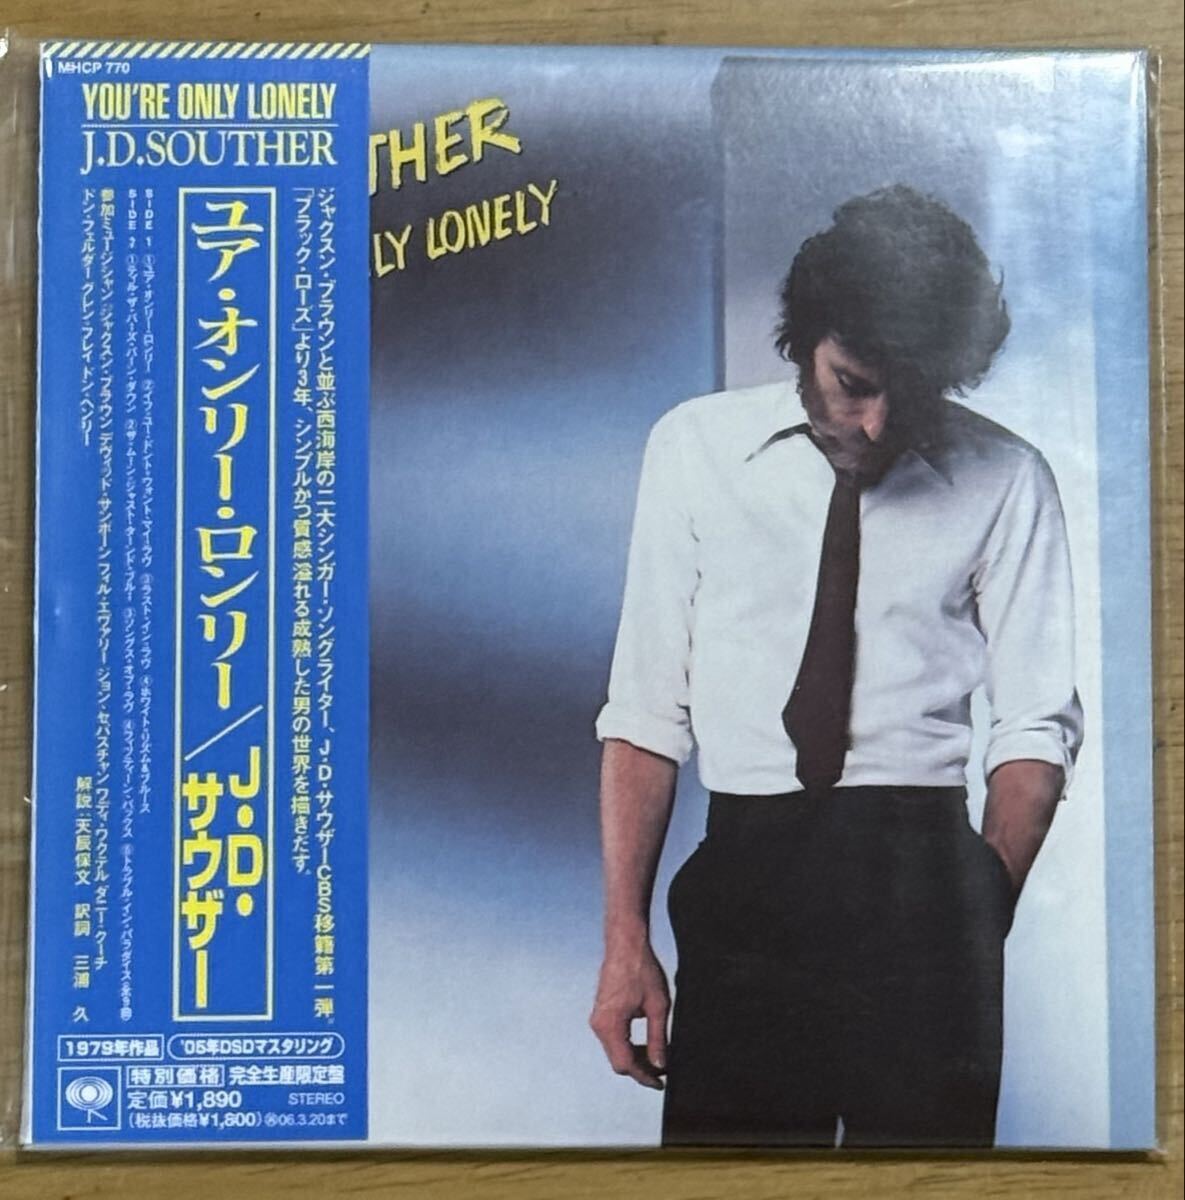 MHCP 770
YOU'RE ONLY LONELY
J.D.SOUTHER
THER
LY LONELY
ジャクスン・ブラウンと並ぶ西海岸の二大シンガー・ソングライター、J・D・サウザーCBS移籍第一弾。
「ブラック・ローズ」より3年、シンプルかつ質感溢れる成熟した男の世界を描きだす。
ユア・オンリー・ロンリー／J.D.サウザー
SIDE 1 ①ユア・オンリー・ロンリー ②イフ・ユー・ドント・ウォント・マイ・ラヴ ③ラスト・イン・ラヴ ④ホワイト・リズム&ブルース
SIDE 2 ①ティル・ザ・バーズ・バーン・ダウン ②ザ・ムーン・ジャスト・ターンド・ブルー ③ソングス・オブ・ラヴ ④フィフティーン・バックス ⑤トラブル・イン・パラダイス(全9曲)
参加ミュージシャン ジャクスン・ブラウン デヴィッド・サンボーン フィル・エヴァリー ジョン・セバスチャン ワディ・ワクテル ダニー・クーチ
ドン・フェルダー グレン・フレイ ドン・ヘンリー
解説：天辰保文 訳詞 三浦 久
1979年作品
'05年DSDマスタリング
特別価格 完全生産限定盤
定価¥1,890 STEREO
(税抜価格¥1,800) 06.3.20まで